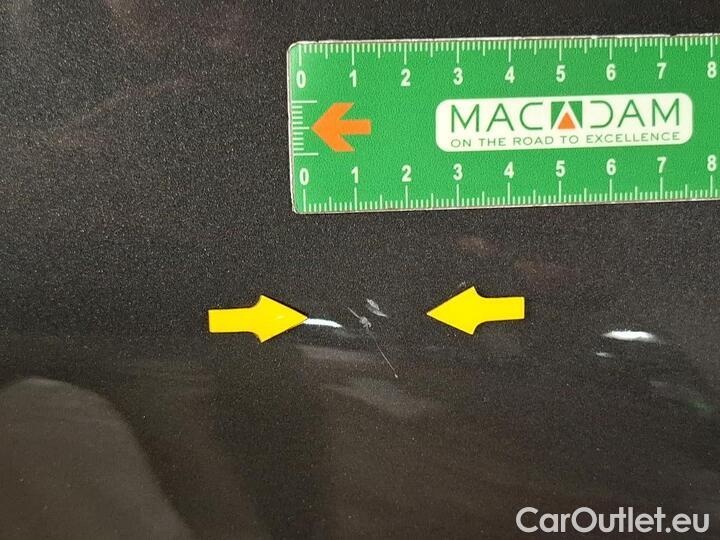 0 1 2 3 4 5 6 7 8
MACADAM
ON THE ROAD TO EXCELLENCE
0 1 2 3 4 5 6 7 8
CarOutlet.eu